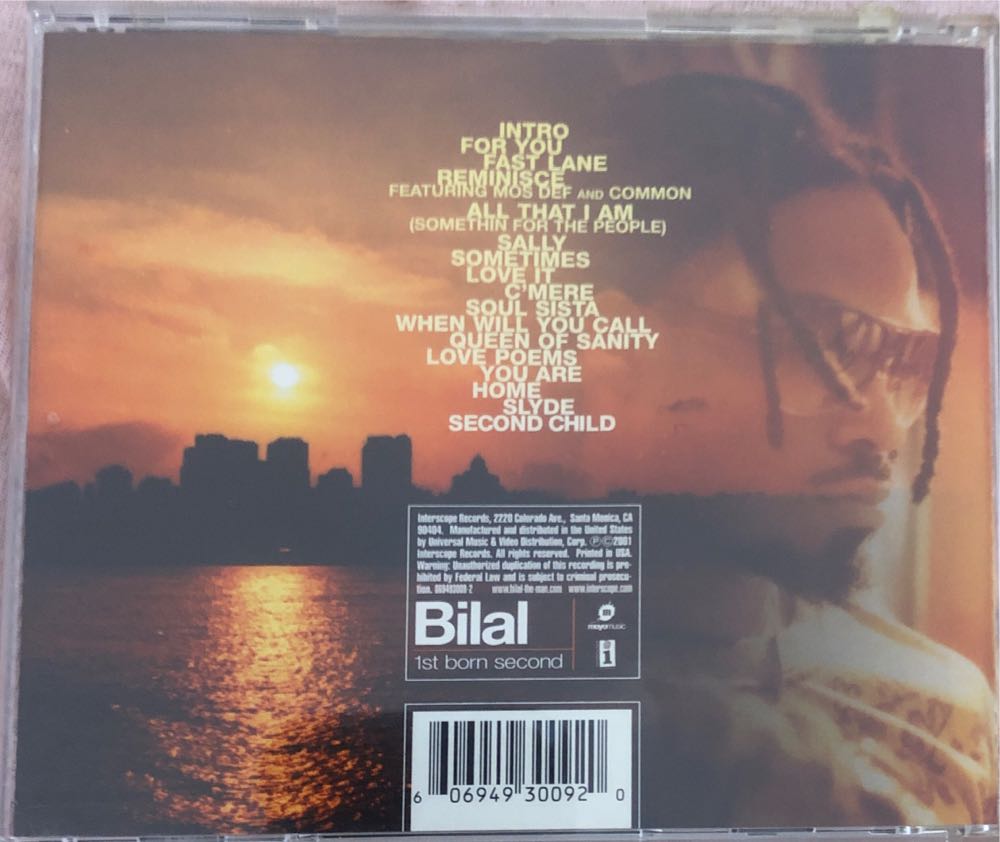 INTRO
FOR YOU
FAST LANE
REMINISCE
FEATURING MOS DEF AND COMMON
ALL THAT I AM
(SOMETHIN FOR THE PEOPLE)
SALLY
SOMETIMES
LOVE IT
C'MERE
SOUL SISTA
WHEN WILL YOU CALL
QUEEN OF SANITY
LOVE POEMS
YOU ARE
HOME
SLYDE
SECOND CHILD
Interscope Records, 2220 Colorado Ave., Santa Monica, CA
90404. Manufactured and distributed in the United States
by Universal Music & Video Distribution, Corp. ℗©2001
Interscope Records. All rights reserved. Printed in USA.
Warning: Unauthorized duplication of this recording is pro-
hibited by Federal Law and is subject to criminal prosecu-
tion. www.bilal-the-man.com www.interscope.com
Bilal
moyomusic
1st born second
i
6 06949 30092 0